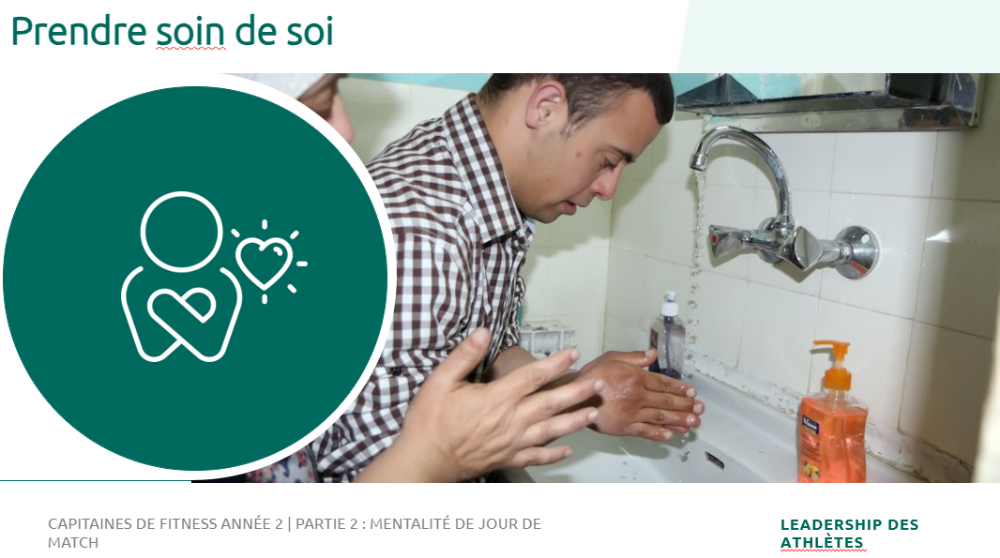 Prendre soin de soi
CAPITAINES DE FITNESS ANNÉE 2 | PARTIE 2 : MENTALITÉ DE JOUR DE
MATCH
LEADERSHIP DES
ATHLÈTES